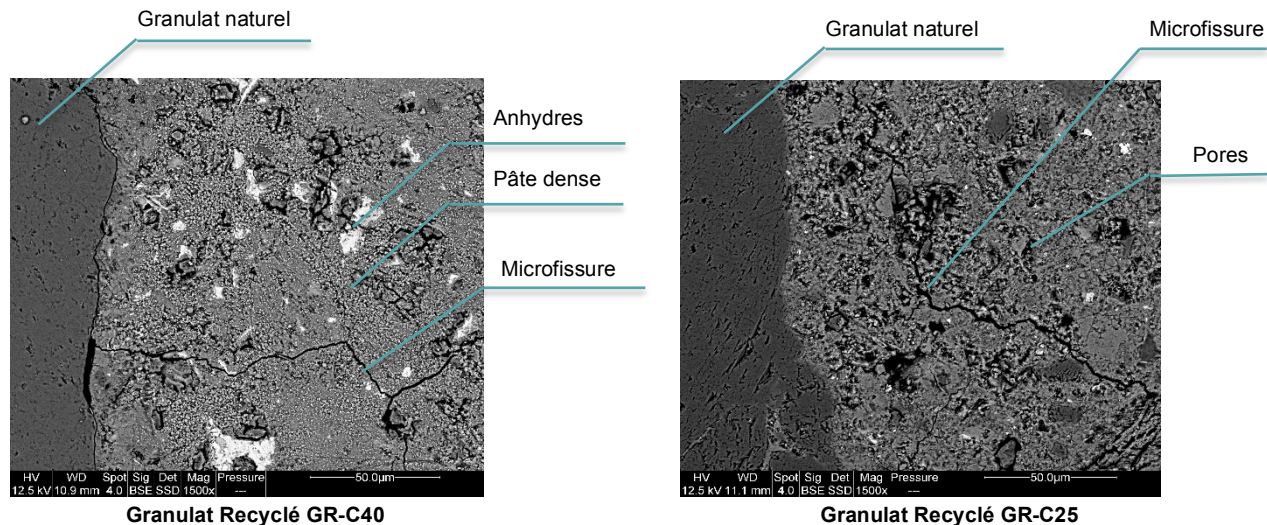 Granulat naturel
Anhydres
Pâte dense
Microfissure
HV WD Spot Sig Det Mag Pressure
12.5 kV 10.9 mm 4.0 BSE SSD 1500x --- 50.0µm
Granulat Recyclé GR-C40
Granulat naturel
Microfissure
Pores
HV WD Spot Sig Det Mag Pressure
12.5 kV 11.1 mm 4.0 BSE SSD 1500x --- 50.0µm
Granulat Recyclé GR-C25